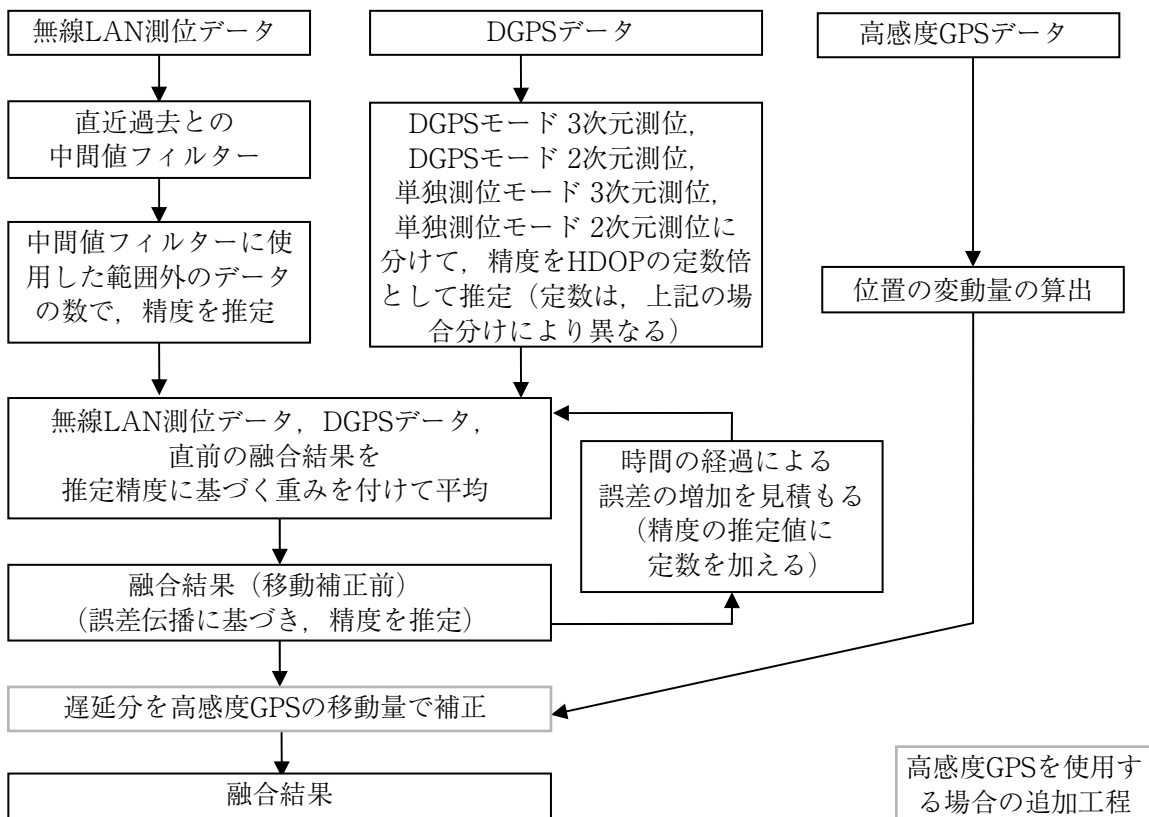 無線LAN測位データ
DGPSデータ
高感度GPSデータ
直近過去との
中間値フィルター
DGPSモード 3次元測位，
DGPSモード 2次元測位，
単独測位モード 3次元測位，
単独測位モード 2次元測位に
分けて，精度をHDOPの定数倍
として推定（定数は，上記の場
合分けにより異なる）
中間値フィルターに使
用した範囲外のデータ
の数で，精度を推定
位置の変動量の算出
無線LAN測位データ，DGPSデータ，
直前の融合結果を
推定精度に基づく重みを付けて平均
時間の経過による
誤差の増加を見積もる
（精度の推定値に
定数を加える）
融合結果（移動補正前）
（誤差伝播に基づき，精度を推定）
遅延分を高感度GPSの移動量で補正
融合結果
高感度GPSを使用す
る場合の追加工程